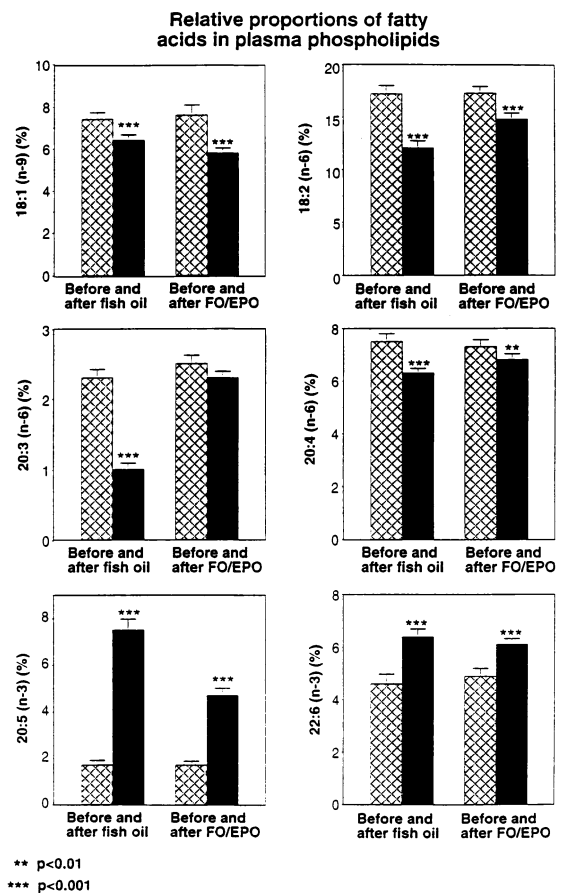 Relative proportions of fatty
acids in plasma phospholipids
18:1 (n-9) (%)
10
8
6
4
2
0
***
***
Before and
after fish oil
Before and
after FO/EPO
18:2 (n-6) (%)
20
15
10
5
0
***
***
Before and
after fish oil
Before and
after FO/EPO
20:3 (n-6) (%)
3
2
1
0
***
Before and
after fish oil
Before and
after FO/EPO
20:4 (n-6) (%)
8
6
4
2
0
***
**
Before and
after fish oil
Before and
after FO/EPO
20:5 (n-3) (%)
8
6
4
2
0
***
***
Before and
after fish oil
Before and
after FO/EPO
22:6 (n-3) (%)
8
6
4
2
0
***
***
Before and
after fish oil
Before and
after FO/EPO
** p<0.01
*** p<0.001